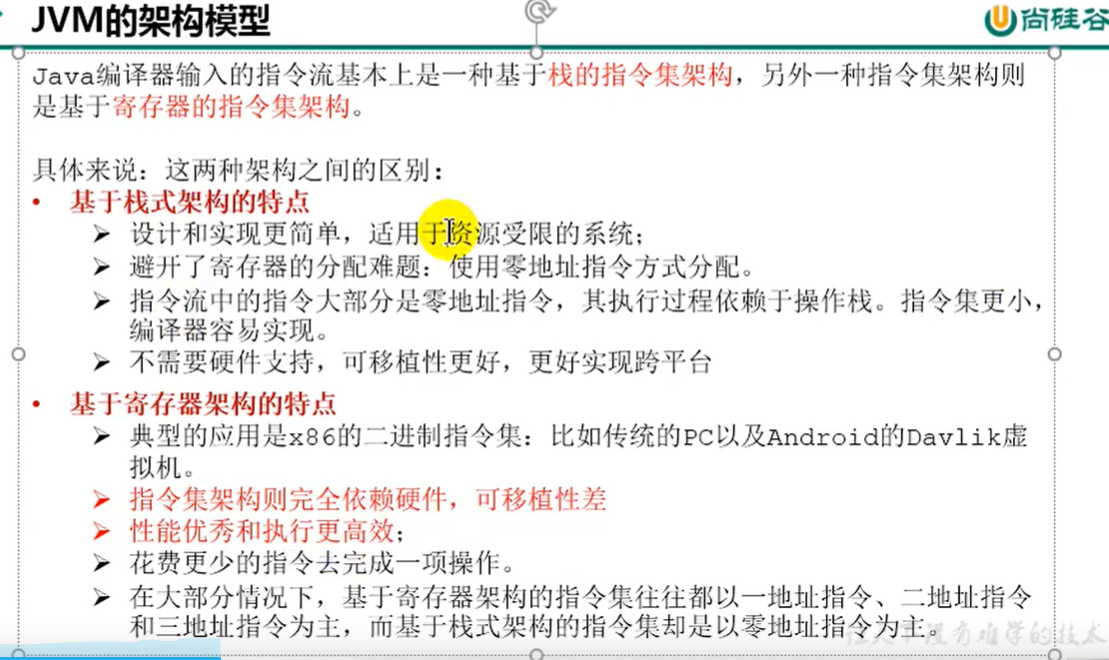 JVM的架构模型
尚硅谷
Java编译器输入的指令流基本上是一种基于栈的指令集架构，另外一种指令集架构则
是基于寄存器的指令集架构。
具体来说：这两种架构之间的区别：
• 基于栈式架构的特点
➢ 设计和实现更简单，适用于资源受限的系统；
➢ 避开了寄存器的分配难题：使用零地址指令方式分配。
➢ 指令流中的指令大部分是零地址指令，其执行过程依赖于操作栈。指令集更小，
编译器容易实现。
➢ 不需要硬件支持，可移植性更好，更好实现跨平台
• 基于寄存器架构的特点
➢ 典型的应用是x86的二进制指令集：比如传统的PC以及Android的Davlik虚
拟机。
➢ 指令集架构则完全依赖硬件，可移植性差
➢ 性能优秀和执行更高效；
➢ 花费更少的指令去完成一项操作。
➢ 在大部分情况下，基于寄存器架构的指令集往往都以一地址指令、二地址指令
和三地址指令为主，而基于栈式架构的指令集却是以零地址指令为主。
没有难学的技术